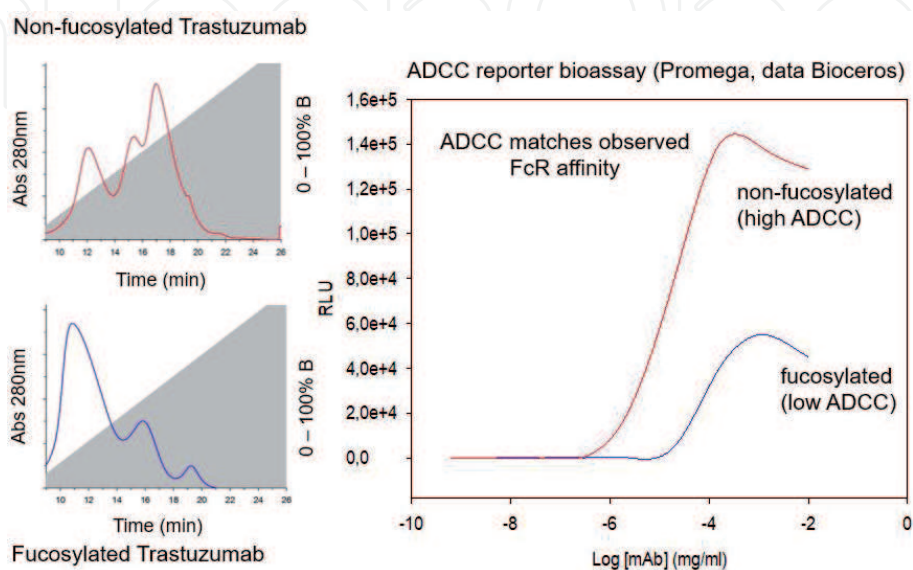 Non-fucosylated Trastuzumab
Abs 280nm
0 – 100% B
10 12 14 16 18 20 22 24 26
Time (min)
Abs 280nm
0 – 100% B
10 12 14 16 18 20 22 24 26
Time (min)
Fucosylated Trastuzumab
ADCC reporter bioassay (Promega, data Bioceros)
1,6e+5
1,4e+5
1,2e+5
1,0e+5
8,0e+4
6,0e+4
4,0e+4
2,0e+4
0,0
RLU
ADCC matches observed
FcR affinity
non-fucosylated
(high ADCC)
fucosylated
(low ADCC)
-10 -8 -6 -4 -2 0
Log [mAb] (mg/ml)